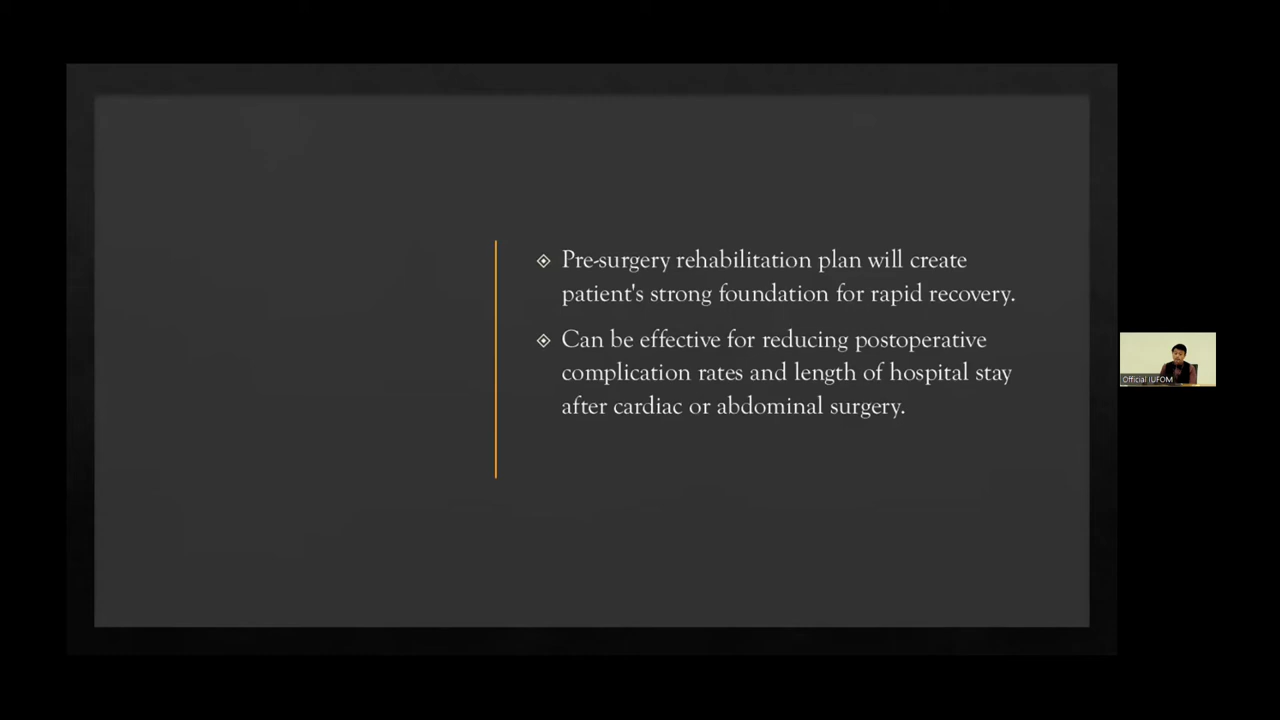 Pre-surgery rehabilitation plan will create
patient's strong foundation for rapid recovery.
Can be effective for reducing postoperative
complication rates and length of hospital stay
after cardiac or abdominal surgery.
Official IUFOM